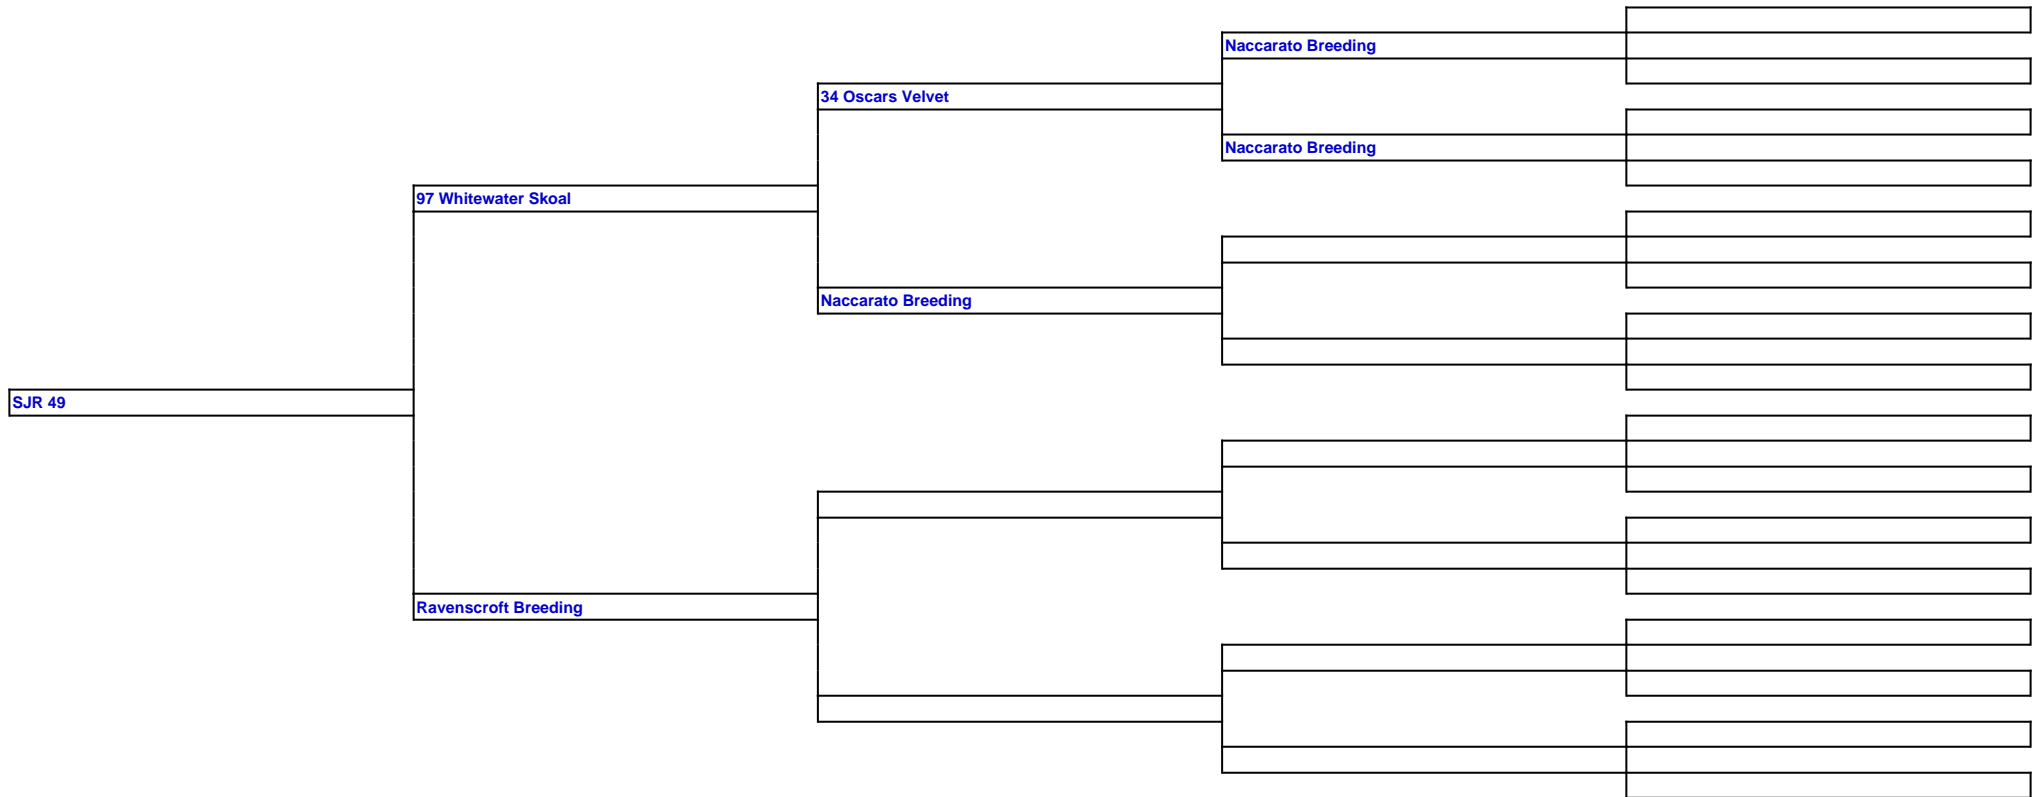 Naccarato Breeding
34 Oscars Velvet
Naccarato Breeding
97 Whitewater Skoal
Naccarato Breeding
SJR 49
Ravenscroft Breeding